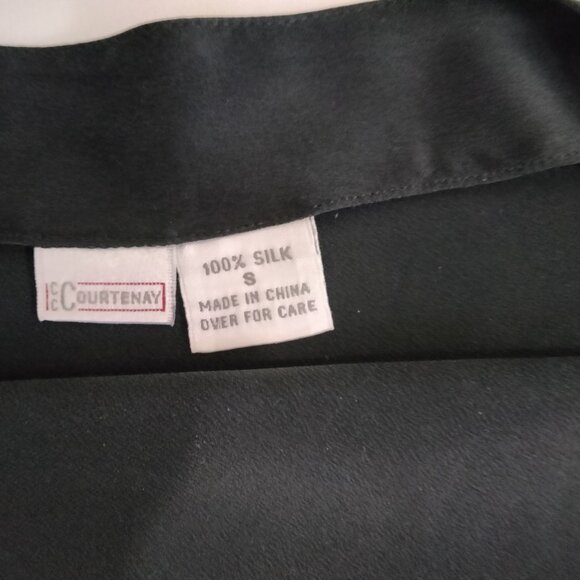 CC COURTENAY
100% SILK
S
MADE IN CHINA
OVER FOR CARE